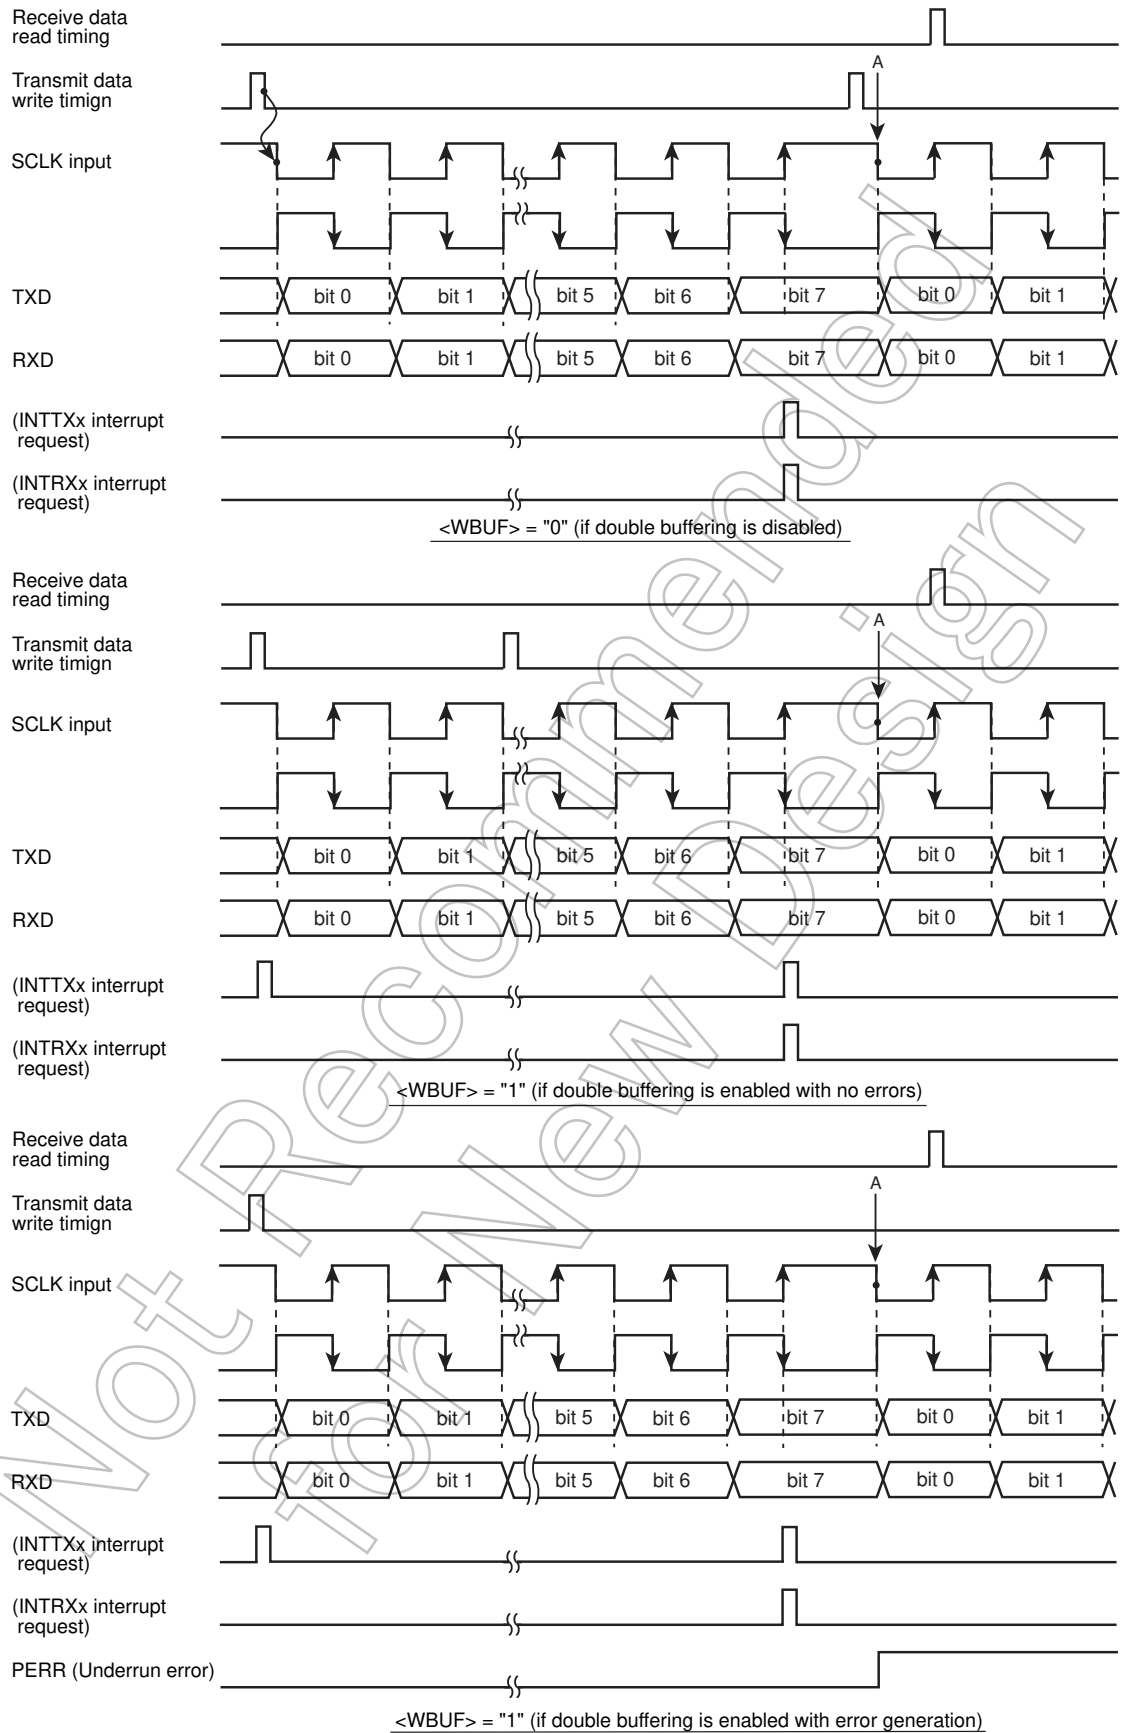 Receive data
read timing
Transmit data
write timign
A
SCLK input
TXD
bit 0 bit 1 bit 5 bit 6 bit 7 bit 0 bit 1
RXD
bit 0 bit 1 bit 5 bit 6 bit 7 bit 0 bit 1
(INTTXx interrupt
request)
(INTRXx interrupt
request)
<WBUF> = "0" (if double buffering is disabled)
Receive data
read timing
Transmit data
write timign
A
SCLK input
TXD
bit 0 bit 1 bit 5 bit 6 bit 7 bit 0 bit 1
RXD
bit 0 bit 1 bit 5 bit 6 bit 7 bit 0 bit 1
(INTTXx interrupt
request)
(INTRXx interrupt
request)
<WBUF> = "1" (if double buffering is enabled with no errors)
Receive data
read timing
Transmit data
write timign
A
SCLK input
TXD
bit 0 bit 1 bit 5 bit 6 bit 7 bit 0 bit 1
RXD
bit 0 bit 1 bit 5 bit 6 bit 7 bit 0 bit 1
(INTTXx interrupt
request)
(INTRXx interrupt
request)
PERR (Underrun error)
<WBUF> = "1" (if double buffering is enabled with error generation)
Not Recommended
for New Design